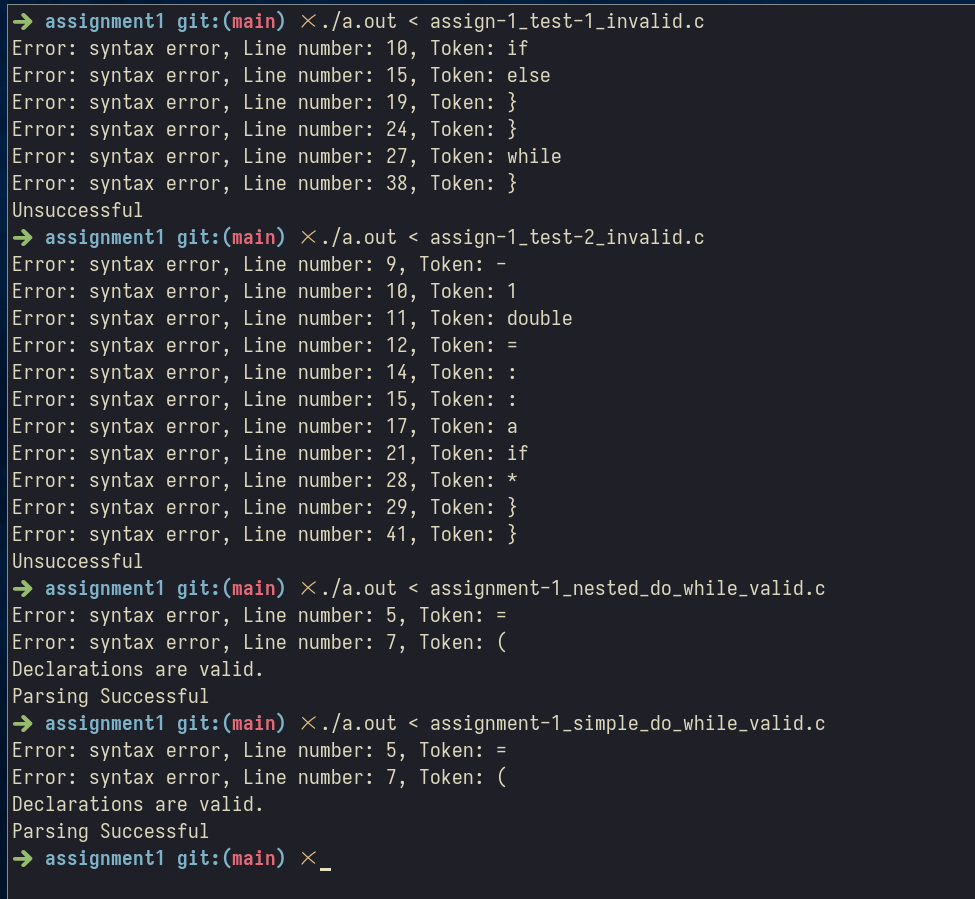 ➜ assignment1 git:(main) ✗./a.out < assign-1_test-1_invalid.c
Error: syntax error, Line number: 10, Token: if
Error: syntax error, Line number: 15, Token: else
Error: syntax error, Line number: 19, Token: }
Error: syntax error, Line number: 24, Token: }
Error: syntax error, Line number: 27, Token: while
Error: syntax error, Line number: 38, Token: }
Unsuccessful
➜ assignment1 git:(main) ✗./a.out < assign-1_test-2_invalid.c
Error: syntax error, Line number: 9, Token: -
Error: syntax error, Line number: 10, Token: 1
Error: syntax error, Line number: 11, Token: double
Error: syntax error, Line number: 12, Token: =
Error: syntax error, Line number: 14, Token: :
Error: syntax error, Line number: 15, Token: :
Error: syntax error, Line number: 17, Token: a
Error: syntax error, Line number: 21, Token: if
Error: syntax error, Line number: 28, Token: *
Error: syntax error, Line number: 29, Token: }
Error: syntax error, Line number: 41, Token: }
Unsuccessful
➜ assignment1 git:(main) ✗./a.out < assignment-1_nested_do_while_valid.c
Error: syntax error, Line number: 5, Token: =
Error: syntax error, Line number: 7, Token: (
Declarations are valid.
Parsing Successful
➜ assignment1 git:(main) ✗./a.out < assignment-1_simple_do_while_valid.c
Error: syntax error, Line number: 5, Token: =
Error: syntax error, Line number: 7, Token: (
Declarations are valid.
Parsing Successful
➜ assignment1 git:(main) ✗